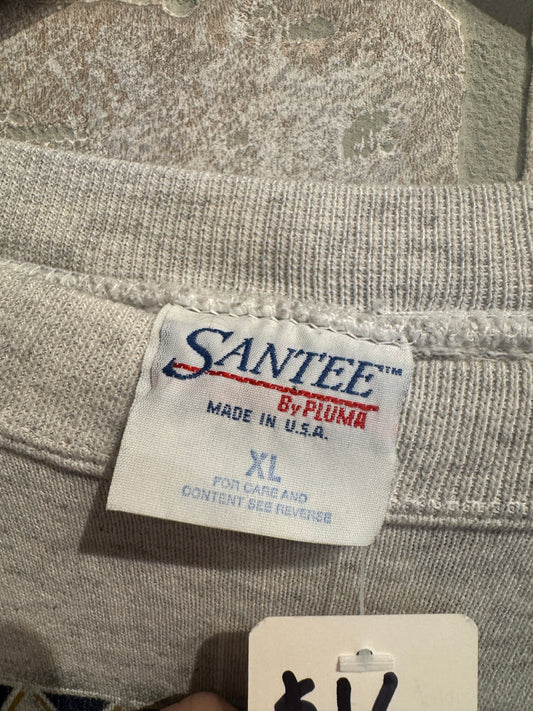 SANTEE™
By PLUMA
MADE IN U.S.A.
XL
FOR CARE AND
CONTENT SEE REVERSE